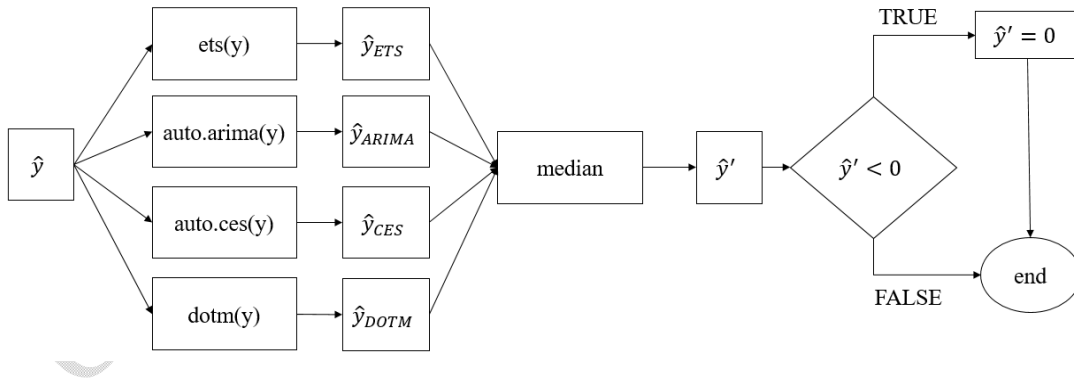 ŷ
ets(y)
ŷ_ETS
auto.arima(y)
ŷ_ARIMA
auto.ces(y)
ŷ_CES
dotm(y)
ŷ_DOTM
median
ŷ′
ŷ′ < 0
TRUE
ŷ′ = 0
FALSE
end